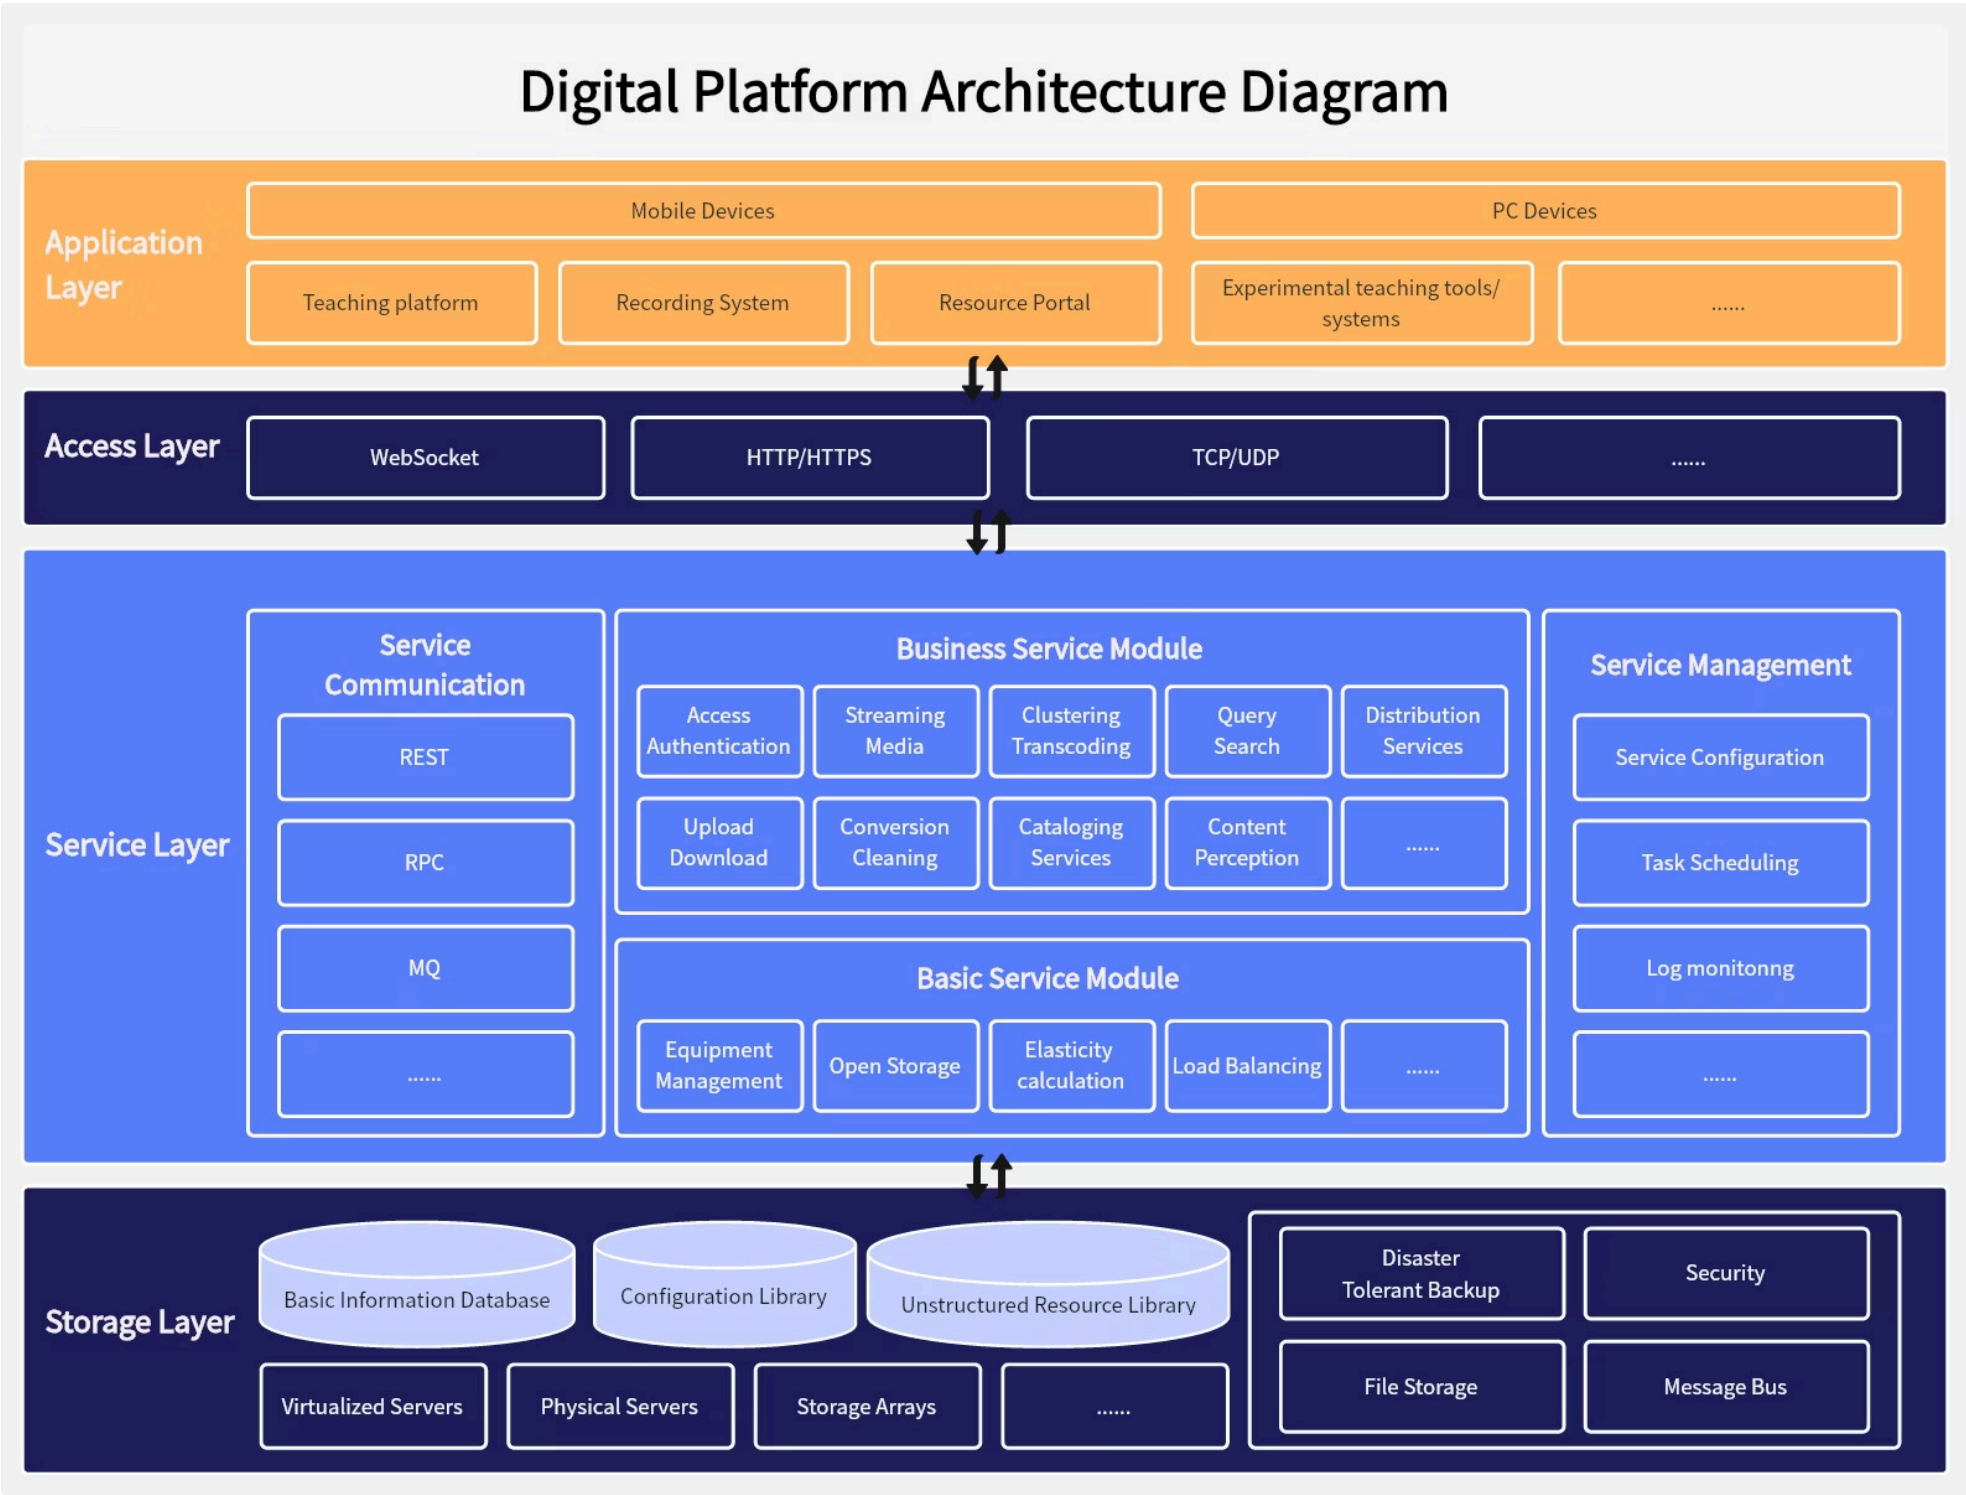 Digital Platform Architecture Diagram
Application
Layer
Mobile Devices
PC Devices
Teaching platform
Recording System
Resource Portal
Experimental teaching tools/
systems
......
Access Layer
WebSocket
HTTP/HTTPS
TCP/UDP
......
Service Layer
Service
Communication
REST
RPC
MQ
......
Business Service Module
Access
Authentication
Streaming
Media
Clustering
Transcoding
Query
Search
Distribution
Services
Upload
Download
Conversion
Cleaning
Cataloging
Services
Content
Perception
......
Basic Service Module
Equipment
Management
Open Storage
Elasticity
calculation
Load Balancing
......
Service Management
Service Configuration
Task Scheduling
Log monitonng
......
Storage Layer
Basic Information Database
Configuration Library
Unstructured Resource Library
Virtualized Servers
Physical Servers
Storage Arrays
......
Disaster
Tolerant Backup
Security
File Storage
Message Bus